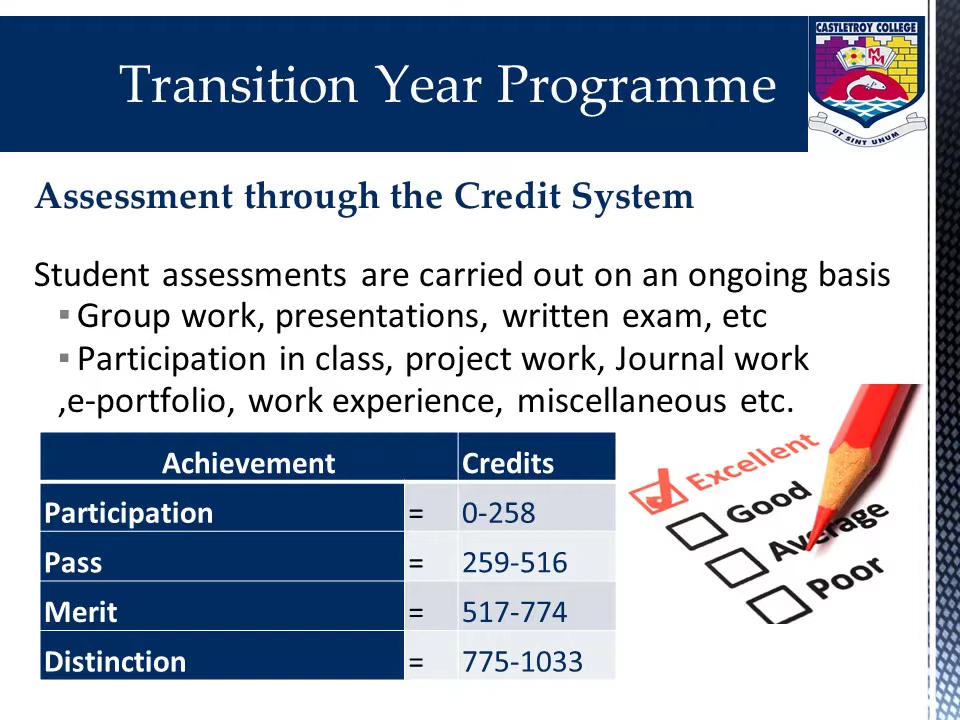 CASTLETROY COLLEGE
Transition Year Programme
M
M
UT SINT UNUM
Assessment through the Credit System
Student assessments are carried out on an ongoing basis
▪ Group work, presentations, written exam, etc
▪ Participation in class, project work, Journal work
,e-portfolio, work experience, miscellaneous etc.
Achievement Credits
Participation = 0-258
Pass = 259-516
Merit = 517-774
Distinction = 775-1033
Excellent
Good
Average
Poor